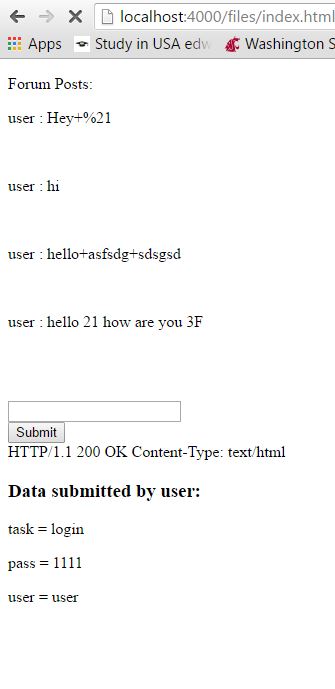 localhost:4000/files/index.html
Apps Study in USA edw Washington S
Forum Posts:
user : Hey+%21
user : hi
user : hello+asfsdg+sdsgsd
user : hello 21 how are you 3F
Submit
HTTP/1.1 200 OK Content-Type: text/html
Data submitted by user:
task = login
pass = 1111
user = user